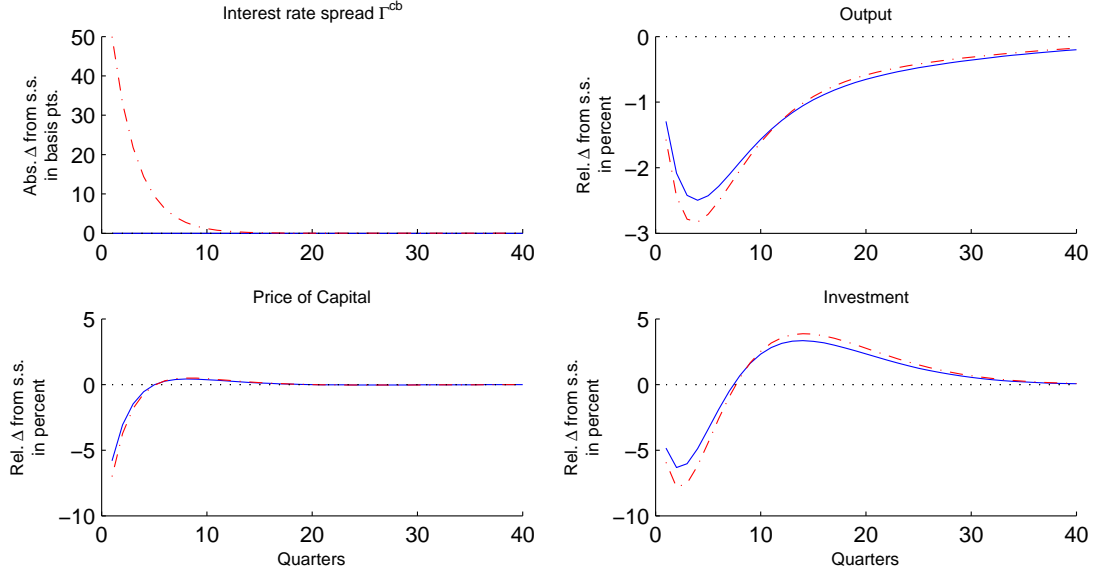 Interest rate spread Γcb
Abs. Δ from s.s.
in basis pts.
50
40
30
20
10
0
0 10 20 30 40
Output
Rel. Δ from s.s.
in percent
0
−1
−2
−3
0 10 20 30 40
Price of Capital
Rel. Δ from s.s.
in percent
5
0
−5
−10
0 10 20 30 40
Quarters
Investment
Rel. Δ from s.s.
in percent
5
0
−5
−10
0 10 20 30 40
Quarters